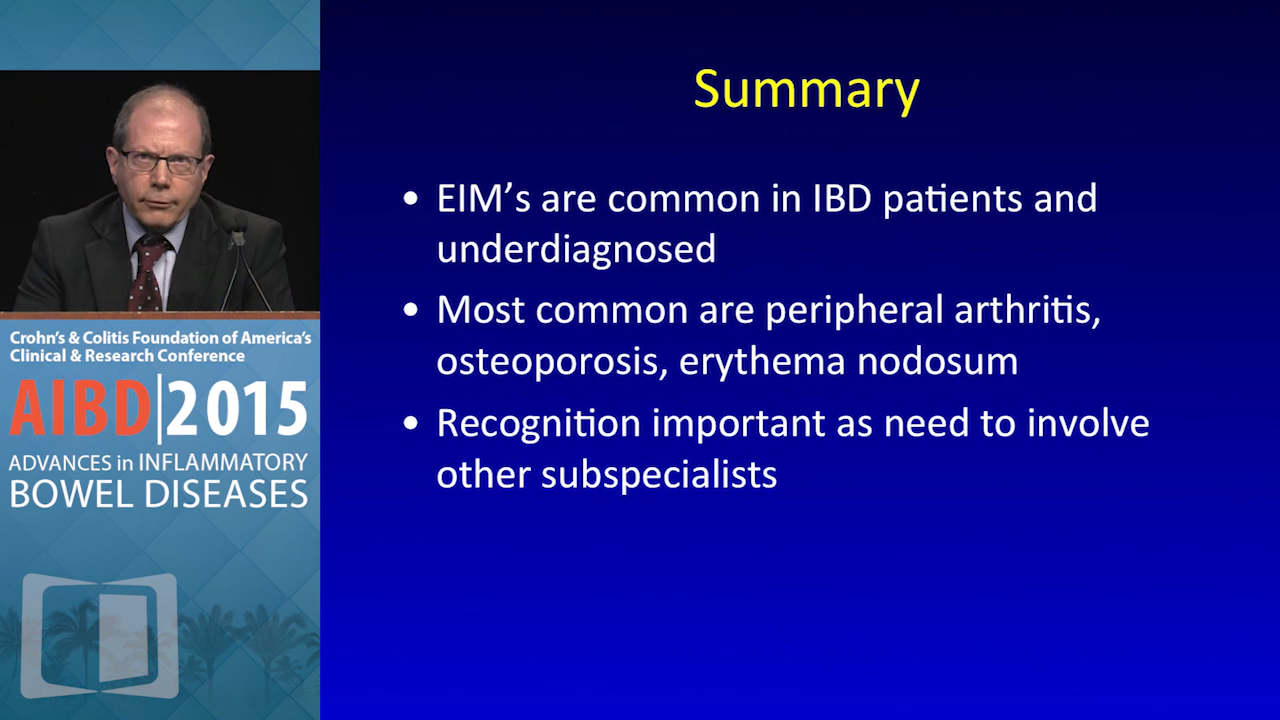 Crohn's & Colitis Foundation of America's
Clinical & Research Conference
AIBD|2015
ADVANCES in INFLAMMATORY
BOWEL DISEASES
Summary
• EIM's are common in IBD patients and
underdiagnosed
• Most common are peripheral arthritis,
osteoporosis, erythema nodosum
• Recognition important as need to involve
other subspecialists